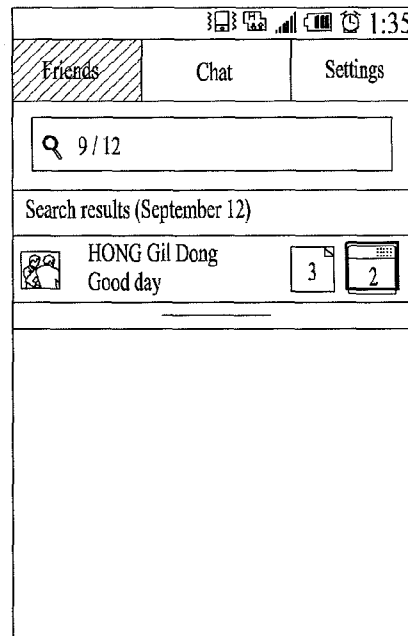 1:35
Friends Chat Settings
9 / 12
Search results (September 12)
HONG Gil Dong
Good day
3 2